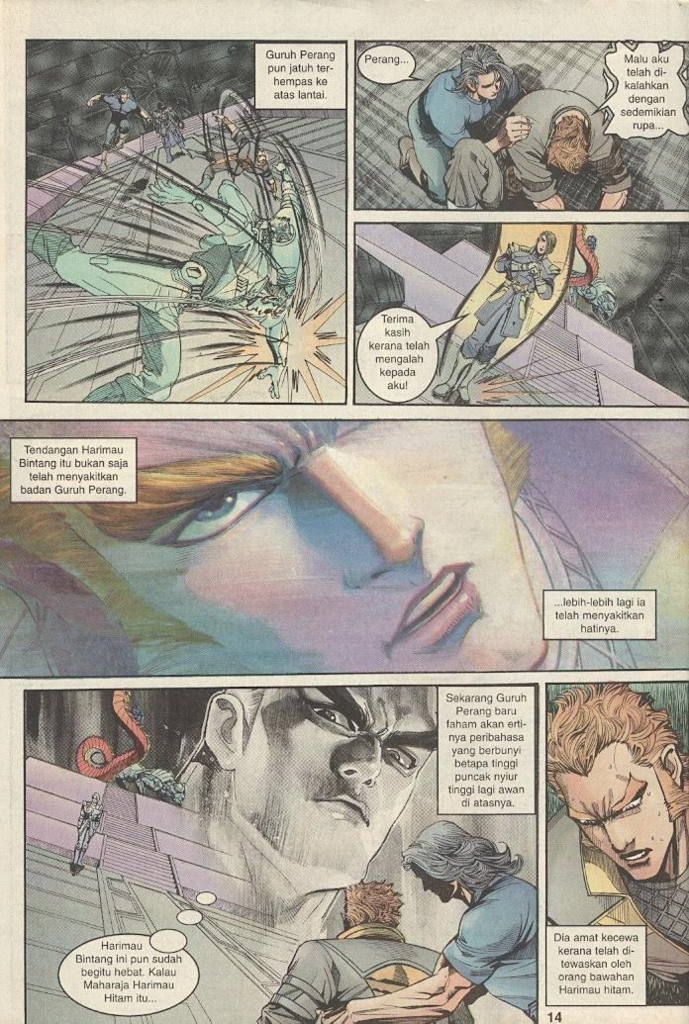 Guruh Perang
pun jatuh ter-
hempas ke
atas lantai.
Perang...
Malu aku
telah di-
kalahkan
dengan
sedemikian
rupa...
Terima
kasih
kerana telah
mengalah
kepada
aku!
Tendangan Harimau
Bintang itu bukan saja
telah menyakitkan
badan Guruh Perang.
...lebih-lebih lagi ia
telah menyakitkan
hatinya.
Sekarang Guruh
Perang baru
faham akan erti-
nya peribahasa
yang berbunyi
betapa tinggi
puncak nyiur
tinggi lagi awan
di atasnya.
Harimau
Bintang ini pun sudah
begitu hebat. Kalau
Maharaja Harimau
Hitam itu...
Dia amat kecewa
kerana telah di-
tewaskan oleh
orang bawahan
Harimau hitam.
14